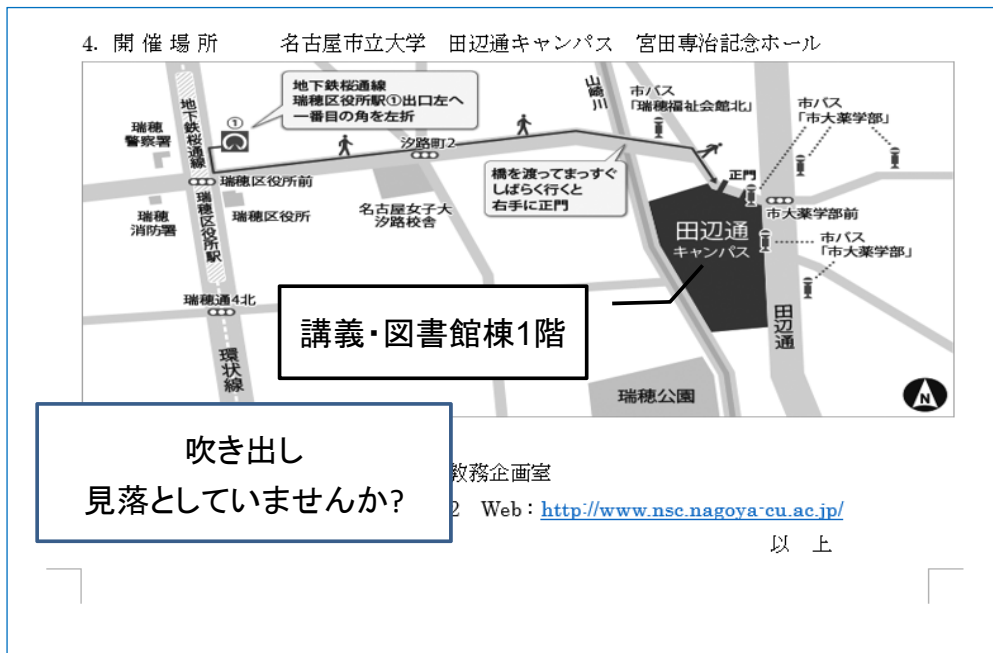 4. 開催場所 名古屋市立大学 田辺通キャンパス 宮田専治記念ホール
地下鉄桜通線
瑞穂区役所駅①出口左へ
一番目の角を左折
山崎川
市バス
「瑞穂福祉会館北」
市バス
「市大薬学部」
地下鉄桜通線
瑞穂
警察署
①
汐路町2
橋を渡ってまっすぐ
しばらく行くと
右手に正門
正門
瑞穂区役所前
瑞穂
消防署
瑞穂区役所駅
瑞穂区役所
名古屋女子大
汐路校舎
市大薬学部前
田辺通
キャンパス
市バス
「市大薬学部」
瑞穂通4北
講義・図書館棟1階
田辺通
環状線
瑞穂公園
N
吹き出し
見落としていませんか?
教務企画室
2 Web：http://www.nsc.nagoya-cu.ac.jp/
以 上